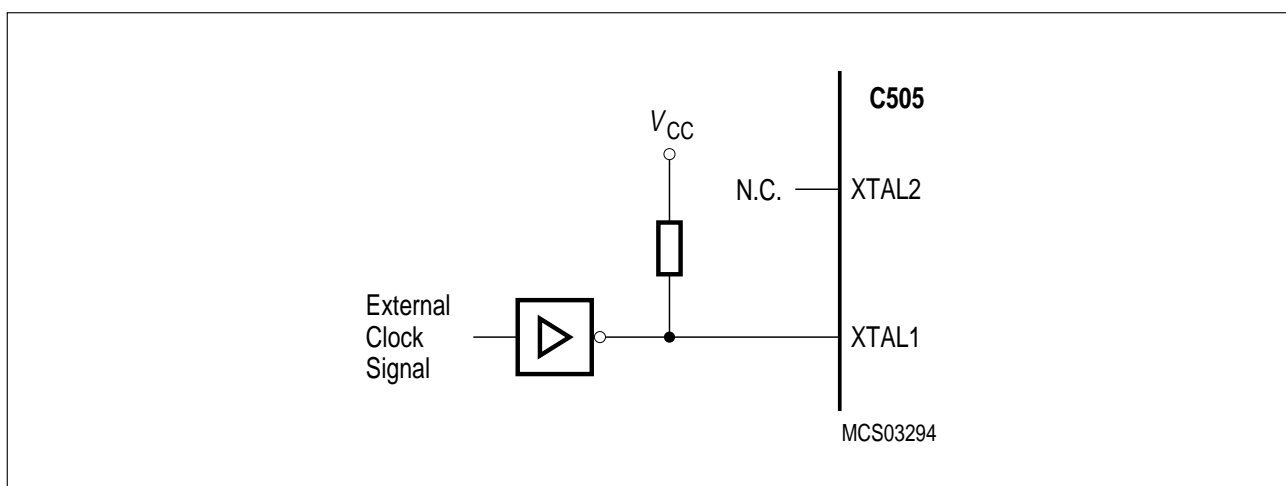 C505
VCC
N.C.
XTAL2
External
Clock
Signal
XTAL1
MCS03294